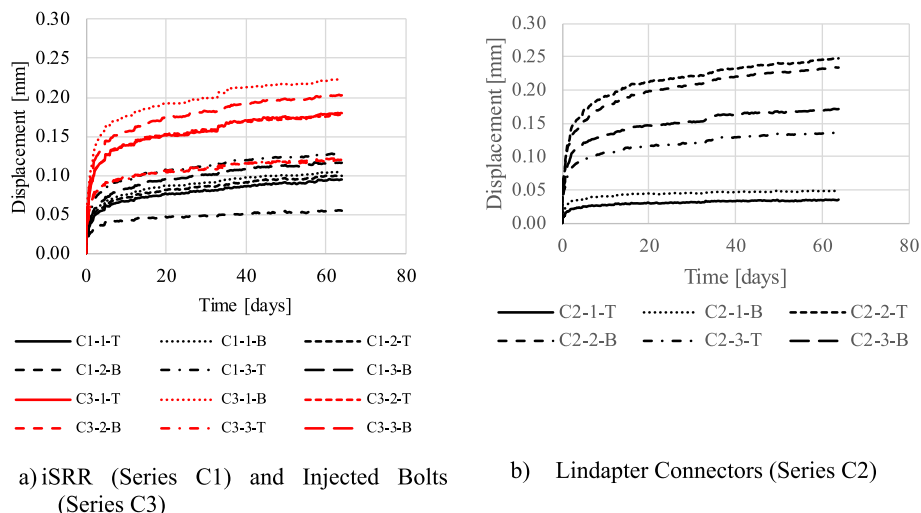 0.30
0.25
0.20
0.15
0.10
0.05
0.00
Displacement [mm]
0 20 40 60 80
Time [days]
C1-1-T C1-1-B C1-2-T
C1-2-B C1-3-T C1-3-B
C3-1-T C3-1-B C3-2-T
C3-2-B C3-3-T C3-3-B
a) iSRR (Series C1) and Injected Bolts
(Series C3)
0.30
0.25
0.20
0.15
0.10
0.05
0.00
Displacement [mm]
0 20 40 60 80
Time [days]
C2-1-T C2-1-B C2-2-T
C2-2-B C2-3-T C2-3-B
b) Lindapter Connectors (Series C2)